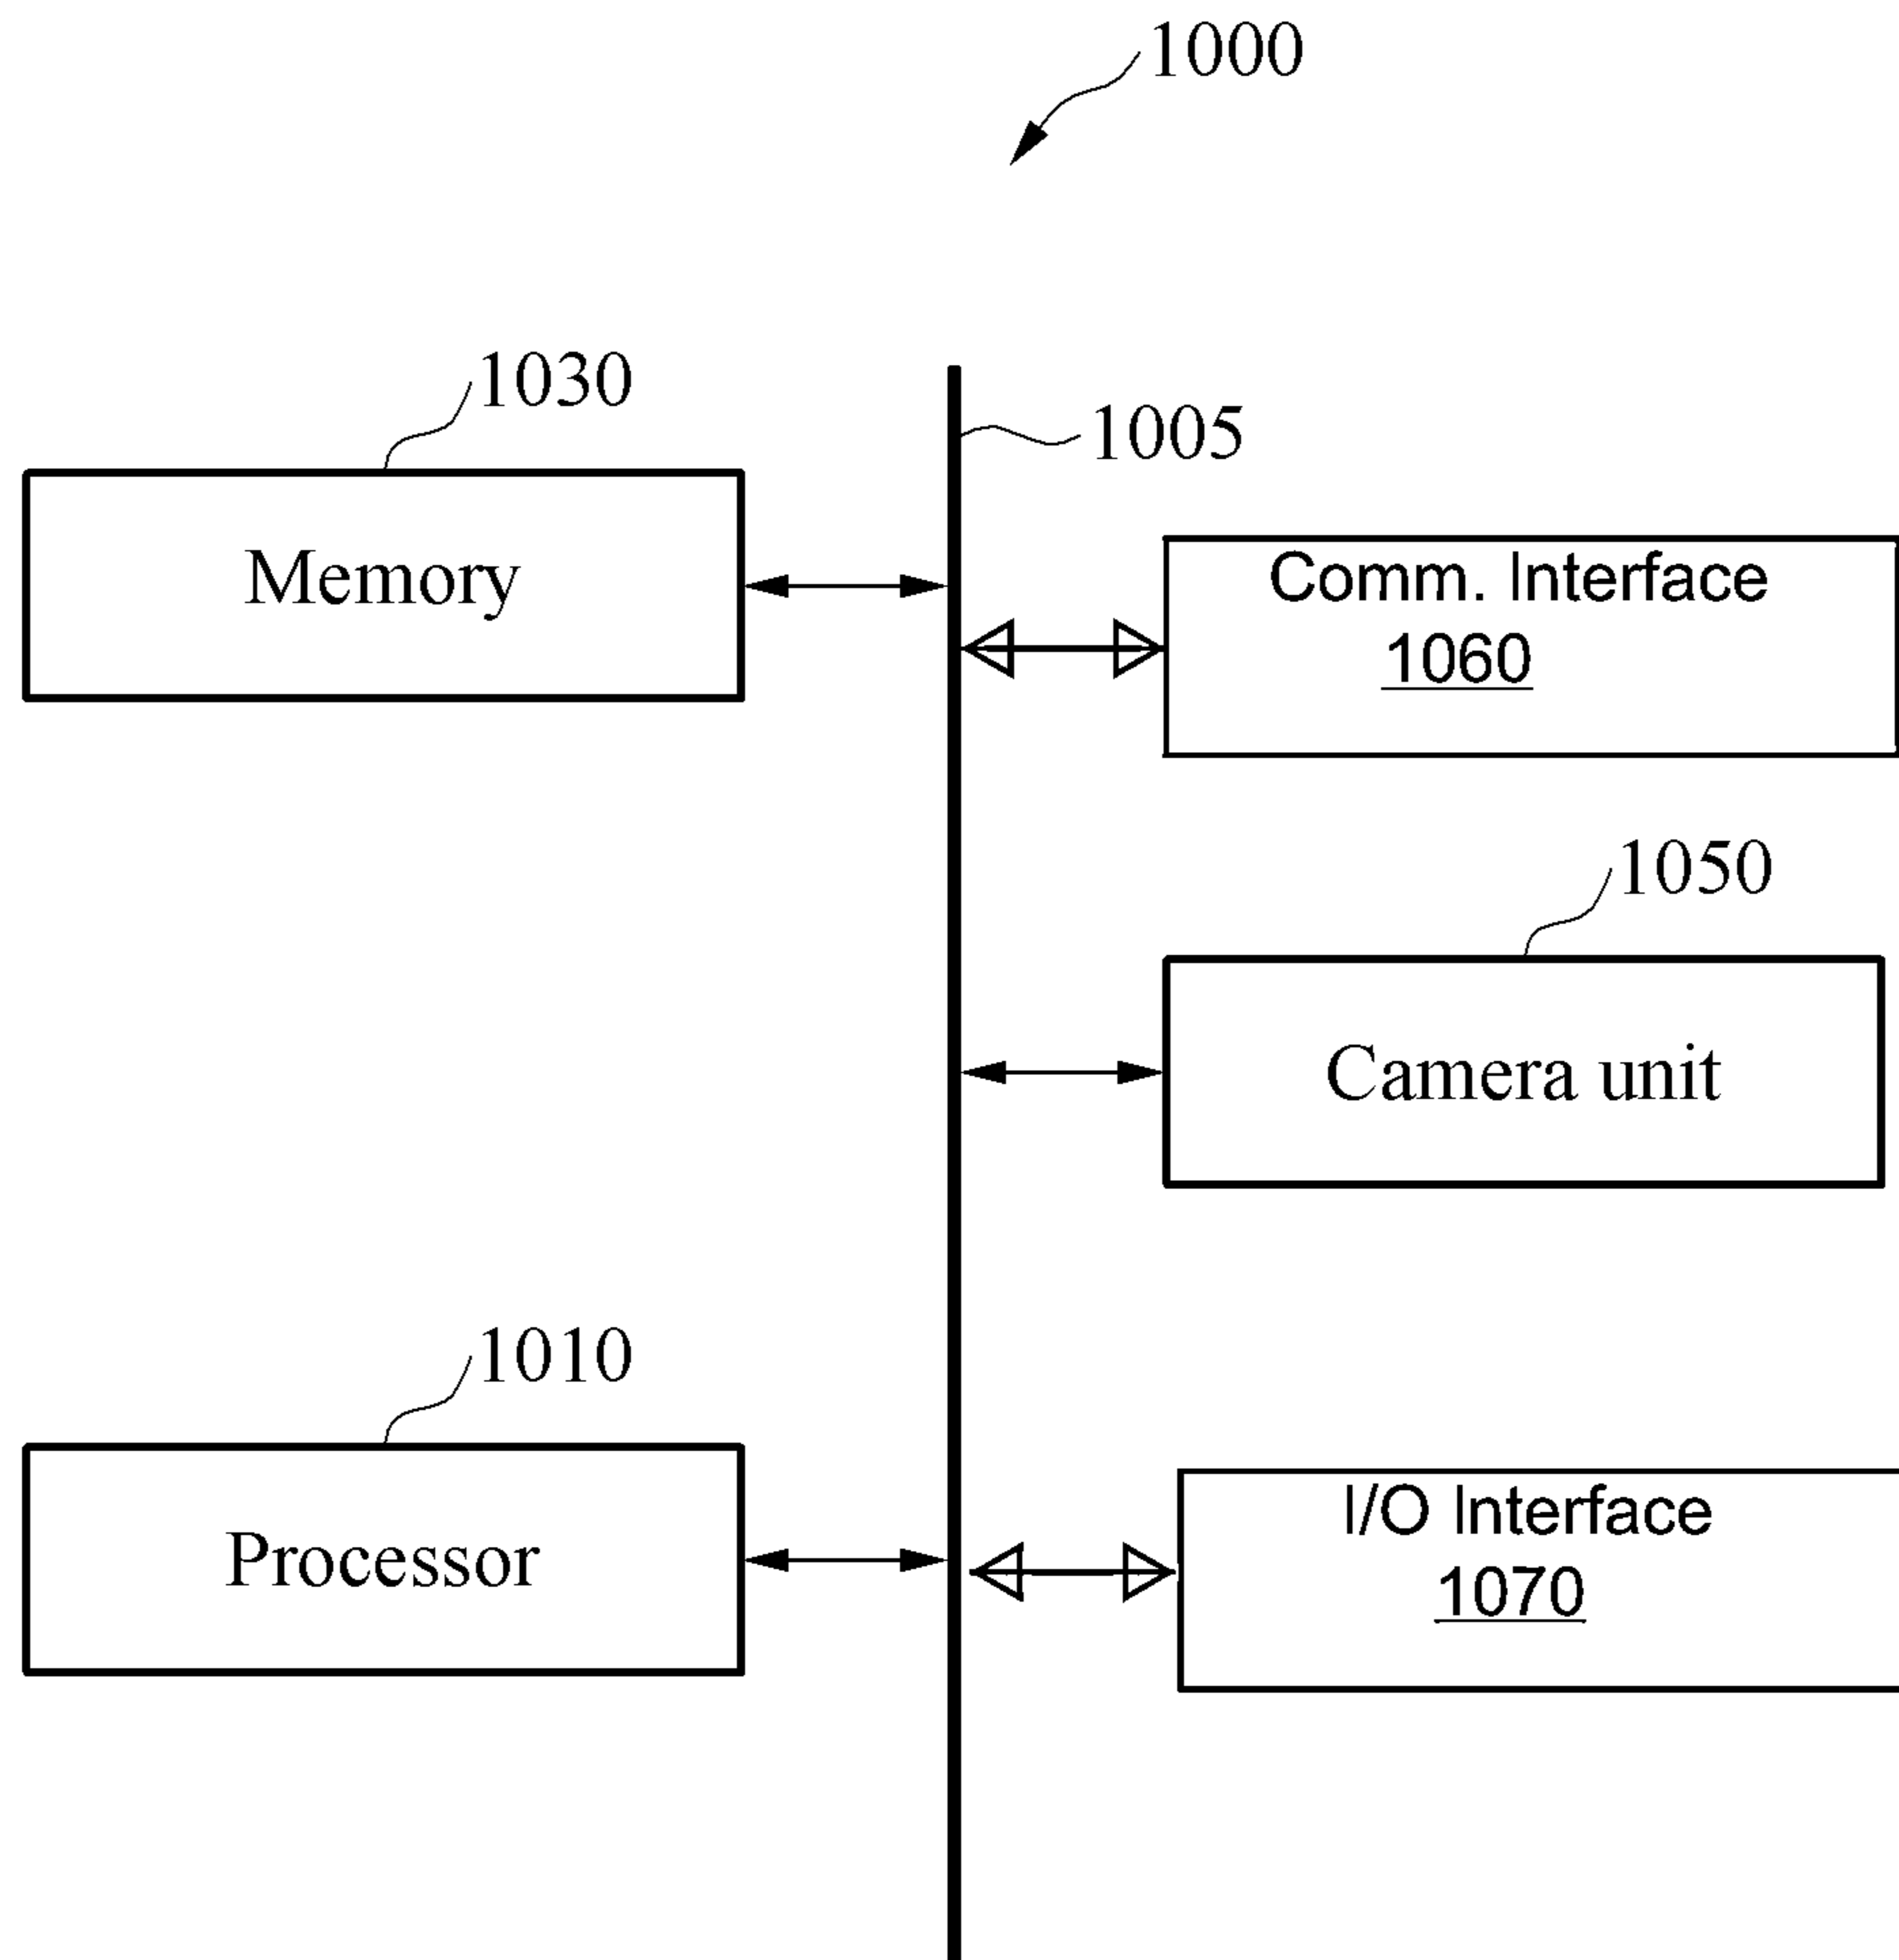 1000
1030
1005
Memory
Comm. Interface
1060
1050
Camera unit
1010
Processor
I/O Interface
1070